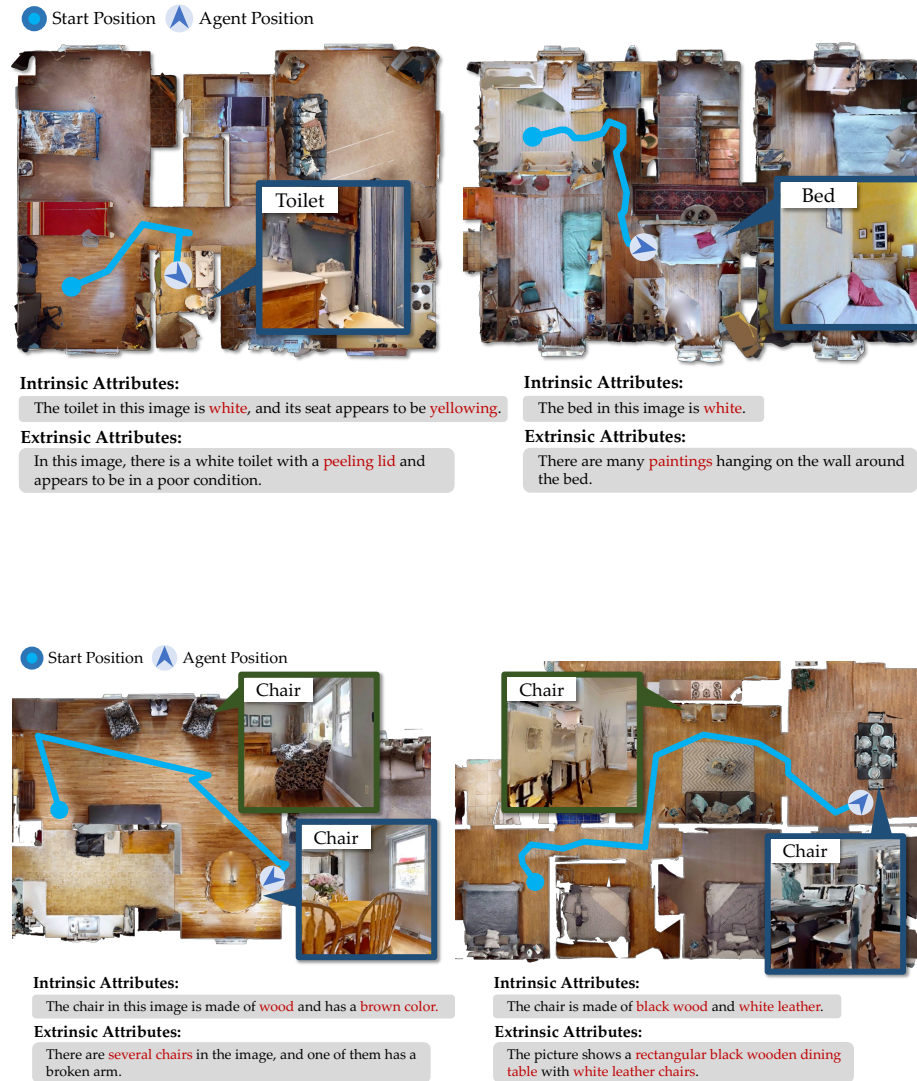 Start Position Agent Position
Toilet
Bed
Intrinsic Attributes:
The toilet in this image is white, and its seat appears to be yellowing.
Extrinsic Attributes:
In this image, there is a white toilet with a peeling lid and
appears to be in a poor condition.
Intrinsic Attributes:
The bed in this image is white.
Extrinsic Attributes:
There are many paintings hanging on the wall around
the bed.
Start Position Agent Position
Chair
Chair
Chair
Chair
Intrinsic Attributes:
The chair in this image is made of wood and has a brown color.
Extrinsic Attributes:
There are several chairs in the image, and one of them has a
broken arm.
Intrinsic Attributes:
The chair is made of black wood and white leather.
Extrinsic Attributes:
The picture shows a rectangular black wooden dining
table with white leather chairs.